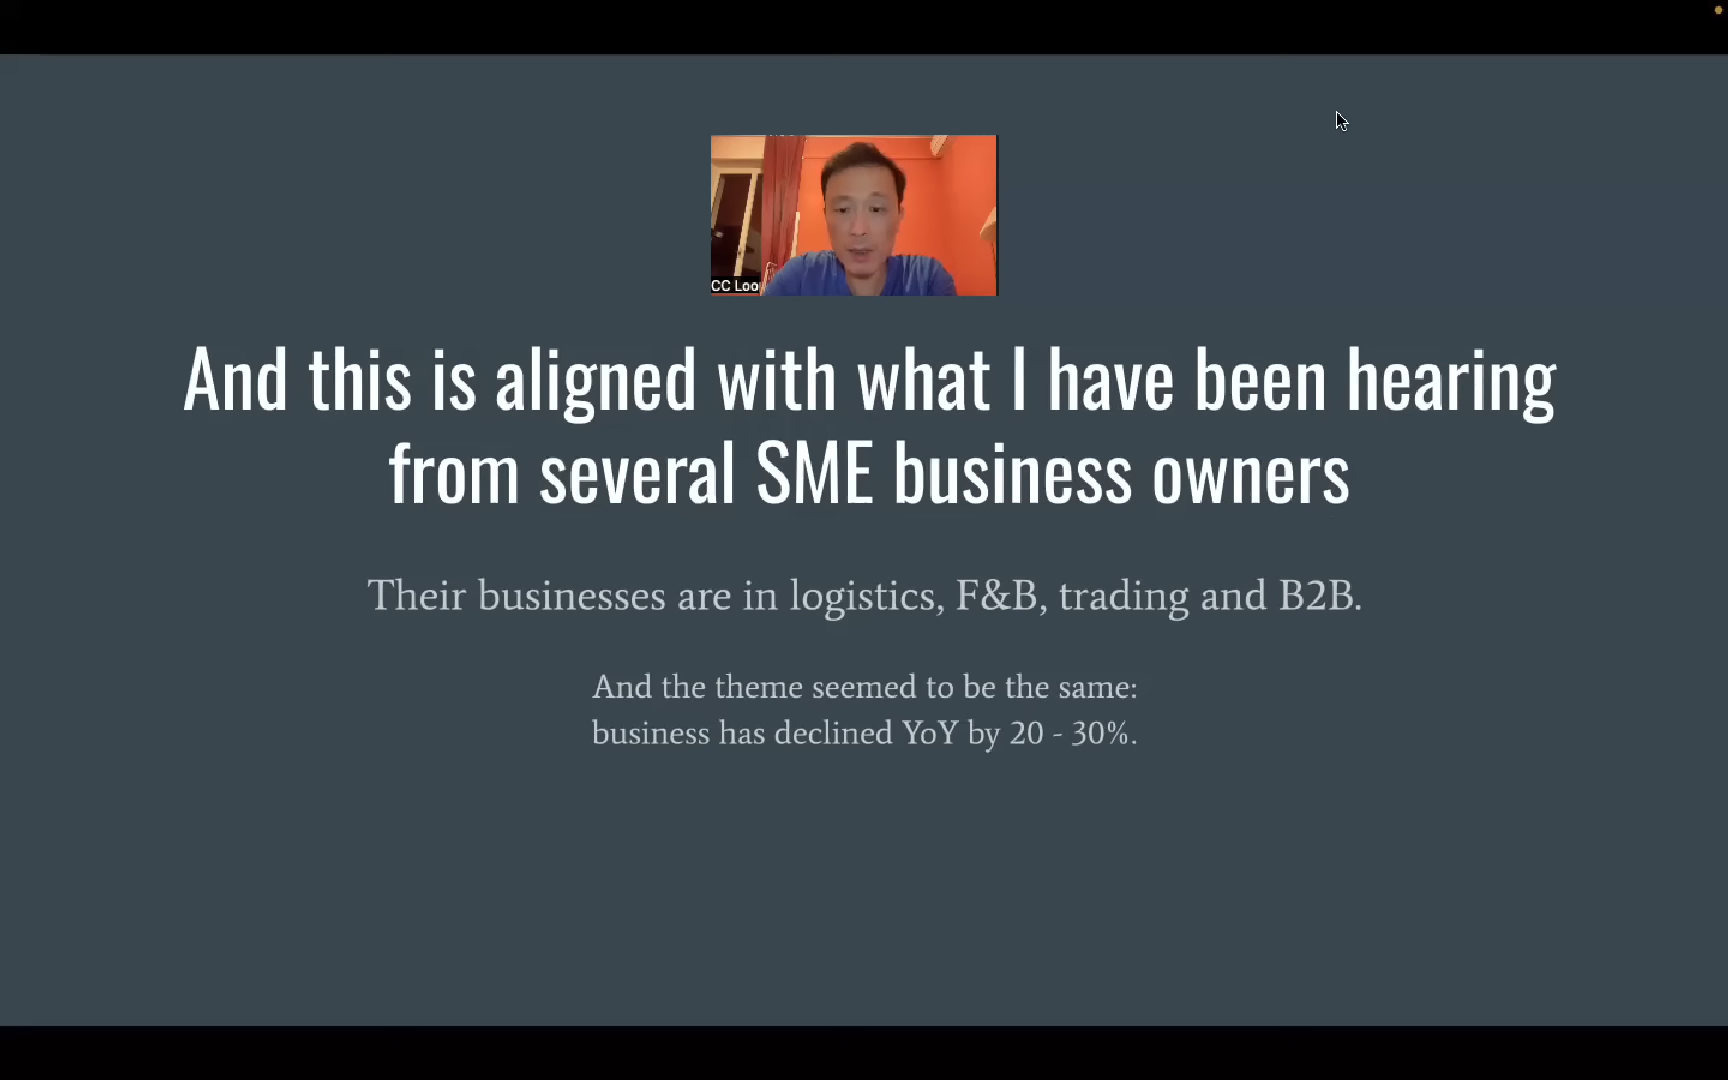 CC Loo
And this is aligned with what I have been hearing
from several SME business owners
Their businesses are in logistics, F&B, trading and B2B.
And the theme seemed to be the same:
business has declined YoY by 20 - 30%.